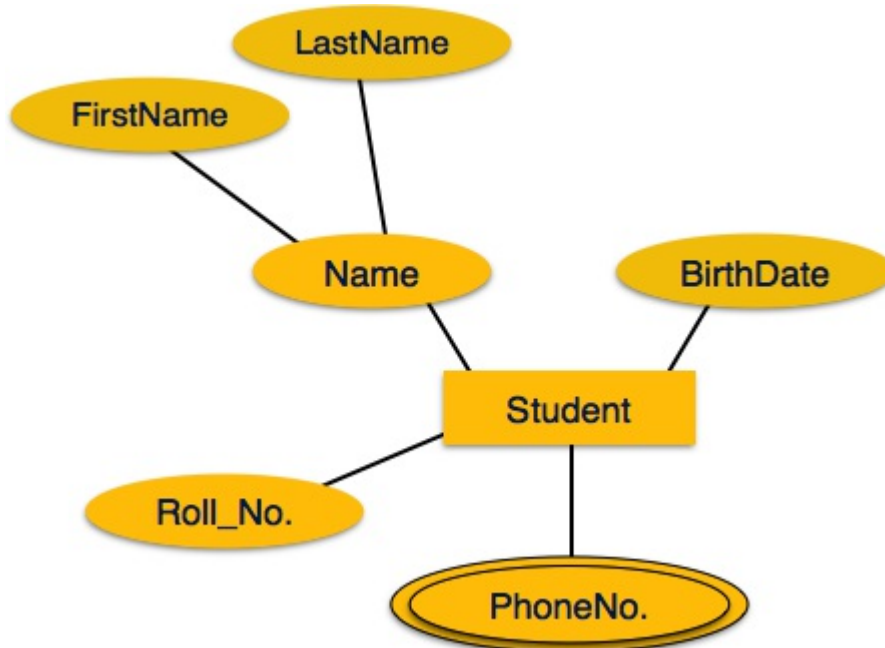 LastName
FirstName
Name
BirthDate
Student
Roll_No.
PhoneNo.